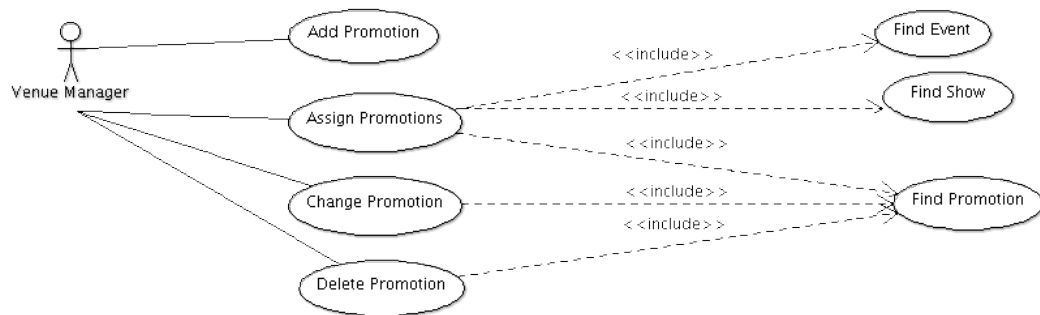 Add Promotion
Find Event
<<include>>
Venue Manager
Find Show
<<include>>
Assign Promotions
<<include>>
Change Promotion
<<include>>
Find Promotion
<<include>>
Delete Promotion